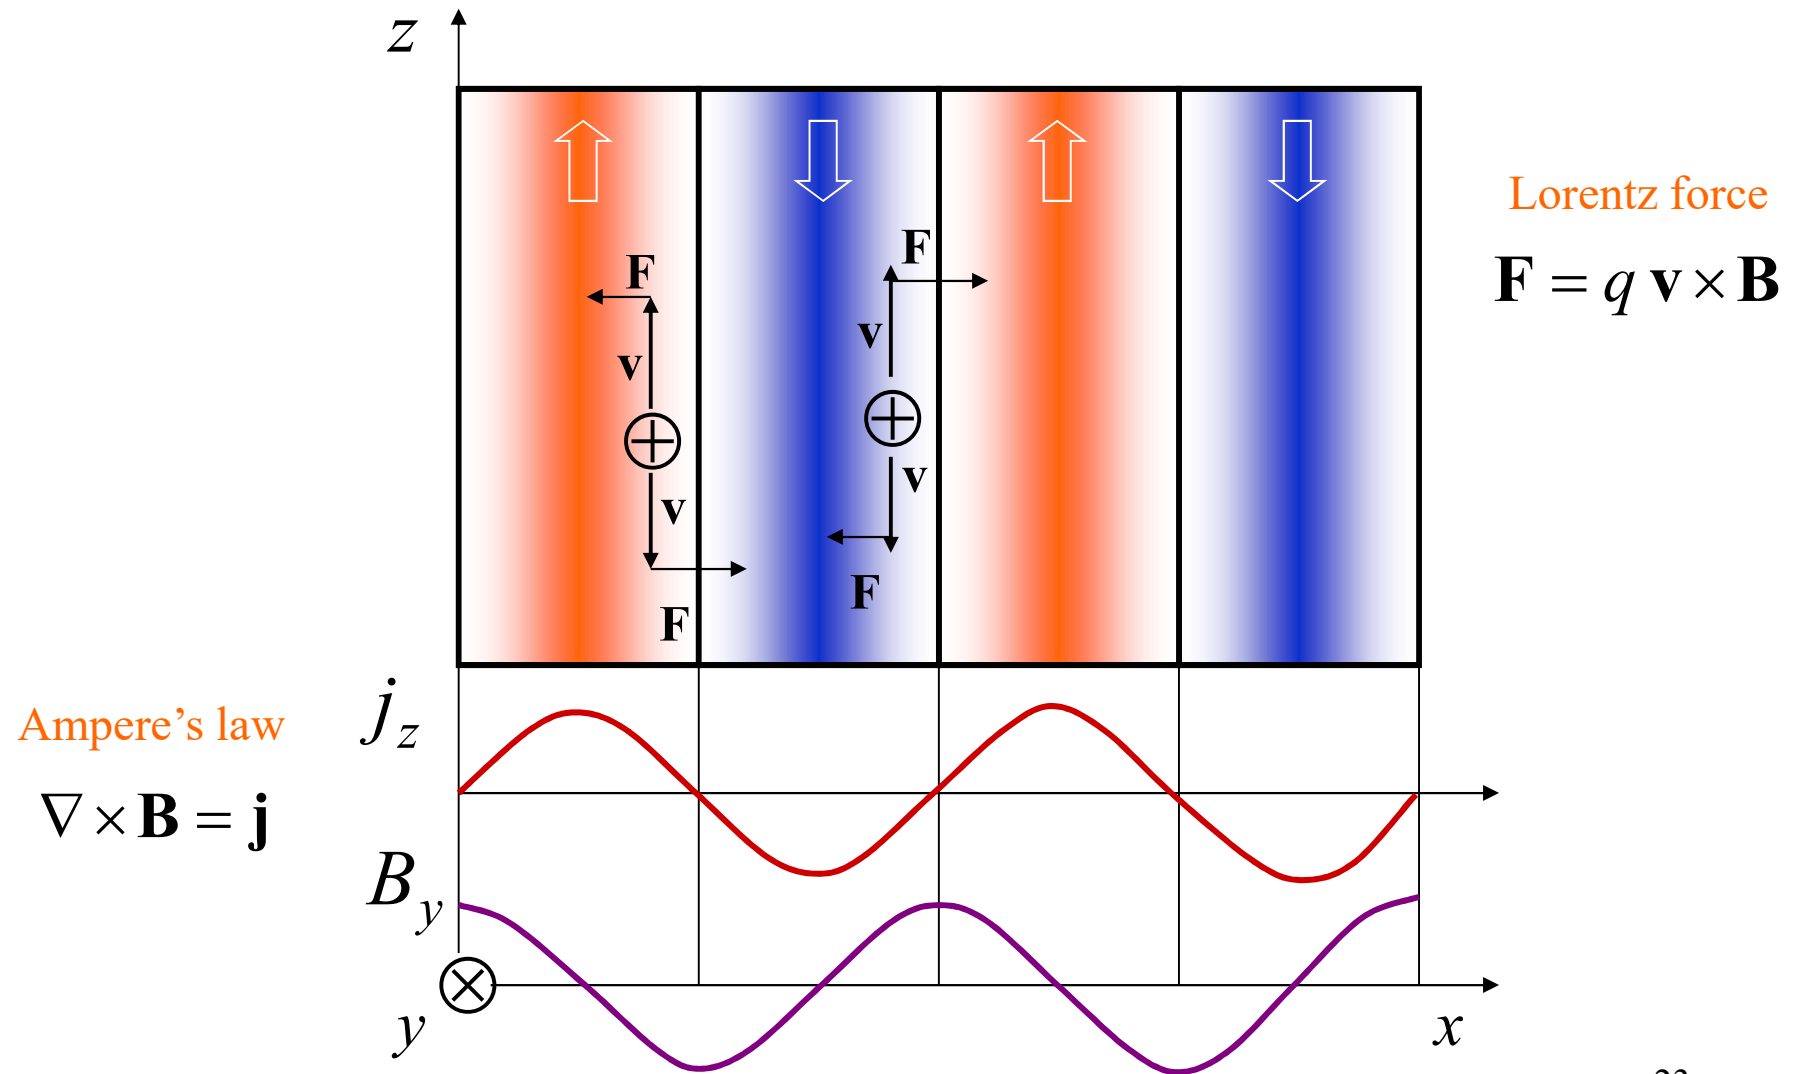 z
F
F
Lorentz force
F = q v × B
v
v
v
v
F
F
j_z
Ampere’s law
∇ × B = j
B_y
y
x